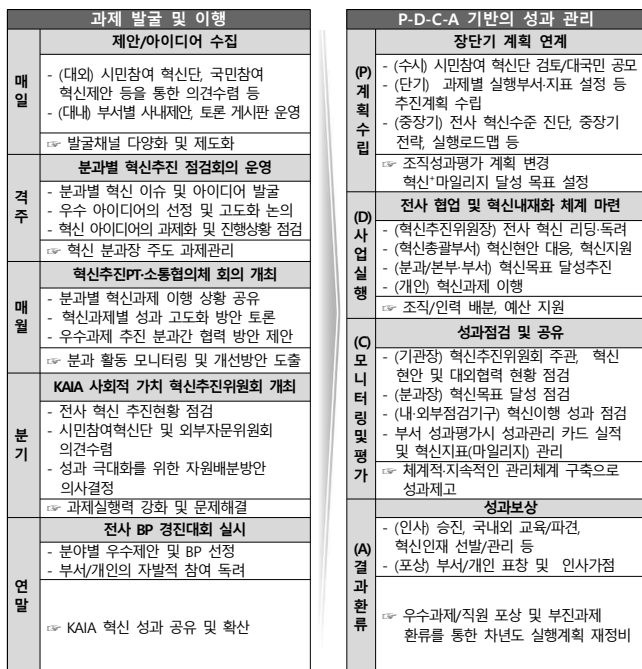 과제 발굴 및 이행
매일
제안/아이디어 수집
- (대외) 시민참여 혁신단, 국민참여
혁신제안 등을 통한 의견수렴 등
- (대내) 부서별 사내제안, 토론 게시판 운영
☞ 발굴채널 다양화 및 제도화
격주
분과별 혁신추진 점검회의 운영
- 분과별 혁신 이슈 및 아이디어 발굴
- 우수 아이디어의 선정 및 고도화 논의
- 혁신 아이디어의 과제화 및 진행상황 점검
☞ 혁신 분과장 주도 과제관리
매월
혁신추진PT·소통협의체 회의 개최
- 분과별 혁신과제 이행 상황 공유
- 혁신과제별 성과 고도화 방안 토론
- 우수과제 추진 분과간 협력 방안 제안
☞ 분과 활동 모니터링 및 개선방안 도출
분기
KAIA 사회적 가치 혁신추진위원회 개최
- 전사 혁신 추진현황 점검
- 시민참여혁신단 및 외부자문위원회
의견수렴
- 성과 극대화를 위한 자원배분방안
의사결정
☞ 과제실행력 강화 및 문제해결
연말
전사 BP 경진대회 실시
- 분야별 우수제안 및 BP 선정
- 부서/개인의 자발적 참여 독려
☞ KAIA 혁신 성과 공유 및 확산
P-D-C-A 기반의 성과 관리
(P)계획수립
장단기 계획 연계
- (수시) 시민참여 혁신단 검토/대국민 공모
- (단기) 과제별 실행부서·지표 설정 등
추진계획 수립
- (중장기) 전사 혁신수준 진단, 중장기
전략, 실행로드맵 등
☞ 조직성과평가 계획 변경
혁신⁺마일리지 달성 목표 설정
(D)사업실행
전사 협업 및 혁신내재화 체계 마련
- (혁신추진위원장) 전사 혁신 리딩·독려
- (혁신총괄부서) 혁신현안 대응, 혁신지원
- (분과/본부·부서) 혁신목표 달성추진
- (개인) 혁신과제 이행
☞ 조직/인력 배분, 예산 지원
(C)모니터링및평가
성과점검 및 공유
- (기관장) 혁신추진위원회 주관, 혁신
현안 및 대외협력 현황 점검
- (분과장) 혁신목표 달성 점검
- (내·외부점검기구) 혁신이행 성과 점검
- 부서 성과평가시 성과관리 카드 실적
및 혁신지표(마일리지) 관리
☞ 체계적·지속적인 관리체계 구축으로
성과제고
(A)결과환류
성과보상
- (인사) 승진, 국내외 교육/파견,
혁신인재 선발/관리 등
- (포상) 부서/개인 표창 및 인사가점
☞ 우수과제/직원 포상 및 부진과제
환류를 통한 차년도 실행계획 재정비